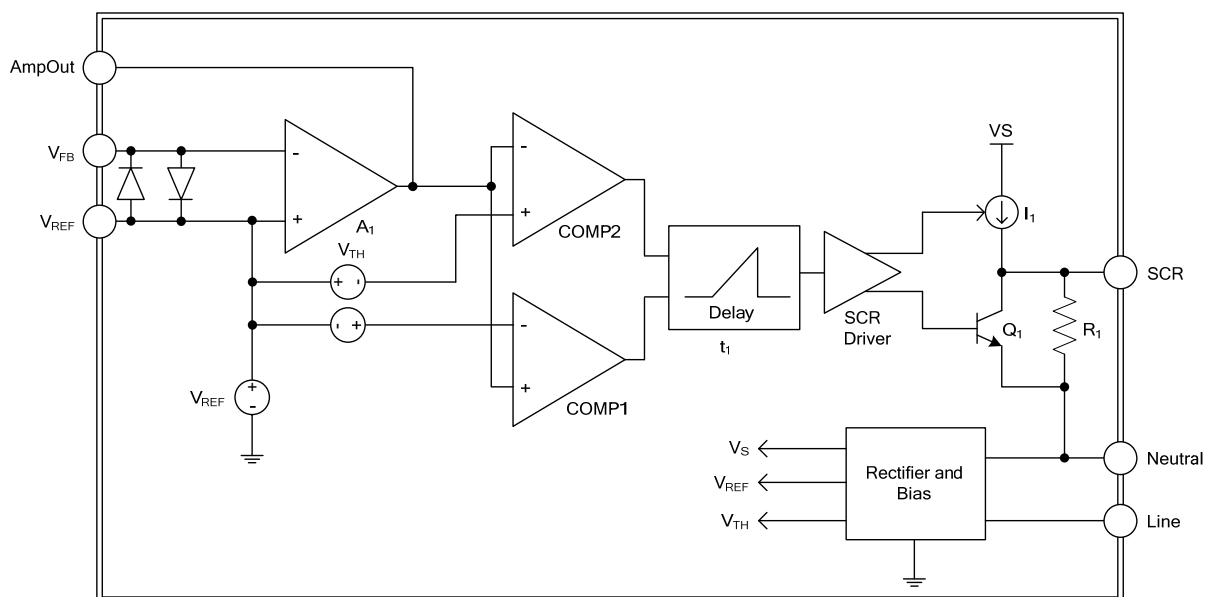 AmpOut
VFB
VREF
-
+
A1
VTH
+ -
- +
VREF
+
-
-
+
COMP2
-
+
COMP1
Delay
t1
SCR
Driver
VS
I1
Q1
R1
SCR
Neutral
Line
VS
VREF
VTH
Rectifier and
Bias